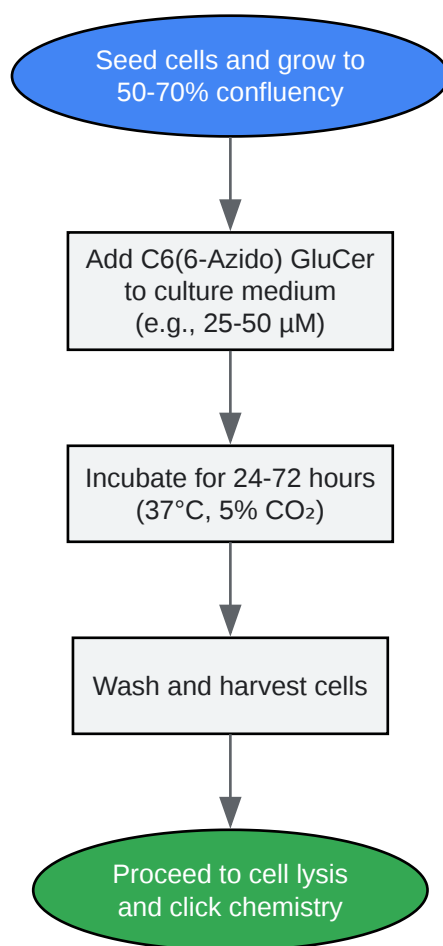 Seed cells and grow to
50-70% confluency
Add C6(6-Azido) GluCer
to culture medium
(e.g., 25-50 µM)
Incubate for 24-72 hours
(37°C, 5% CO₂)
Wash and harvest cells
Proceed to cell lysis
and click chemistry